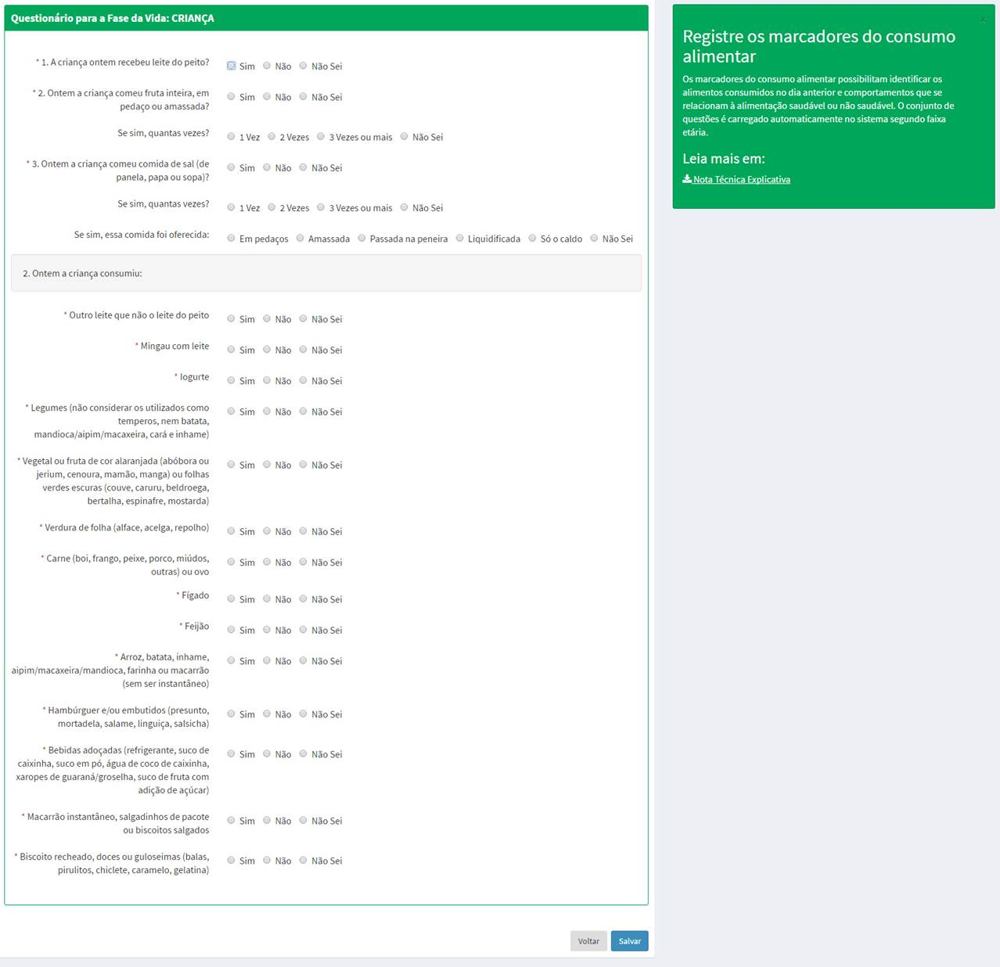 Questionário para a Fase da Vida: CRIANÇA
* 1. A criança ontem recebeu leite do peito?
Sim Não Não Sei
* 2. Ontem a criança comeu fruta inteira, em
pedaço ou amassada?
Sim Não Não Sei
Se sim, quantas vezes?
1 Vez 2 Vezes 3 Vezes ou mais Não Sei
* 3. Ontem a criança comeu comida de sal (de
panela, papa ou sopa)?
Sim Não Não Sei
Se sim, quantas vezes?
1 Vez 2 Vezes 3 Vezes ou mais Não Sei
Se sim, essa comida foi oferecida:
Em pedaços Amassada Passada na peneira Liquidificada Só o caldo Não Sei
2. Ontem a criança consumiu:
* Outro leite que não o leite do peito
Sim Não Não Sei
* Mingau com leite
Sim Não Não Sei
* Iogurte
Sim Não Não Sei
* Legumes (não considerar os utilizados como
temperos, nem batata,
mandioca/aipim/macaxeira, cará e inhame)
Sim Não Não Sei
* Vegetal ou fruta de cor alaranjada (abóbora ou
jerium, cenoura, mamão, manga) ou folhas
verdes escuras (couve, caruru, beldroega,
bertalha, espinafre, mostarda)
Sim Não Não Sei
* Verdura de folha (alface, acelga, repolho)
Sim Não Não Sei
* Carne (boi, frango, peixe, porco, miúdos,
outras) ou ovo
Sim Não Não Sei
* Fígado
Sim Não Não Sei
* Feijão
Sim Não Não Sei
* Arroz, batata, inhame,
aipim/macaxeira/mandioca, farinha ou macarrão
(sem ser instantâneo)
Sim Não Não Sei
* Hambúrguer e/ou embutidos (presunto,
mortadela, salame, linguiça, salsicha)
Sim Não Não Sei
* Bebidas adoçadas (refrigerante, suco de
caixinha, suco em pó, água de coco de caixinha,
xaropes de guaraná/groselha, suco de fruta com
adição de açúcar)
Sim Não Não Sei
* Macarrão instantâneo, salgadinhos de pacote
ou biscoitos salgados
Sim Não Não Sei
* Biscoito recheado, doces ou guloseimas (balas,
pirulitos, chiclete, caramelo, gelatina)
Sim Não Não Sei
Voltar Salvar
×
Registre os marcadores do consumo
alimentar
Os marcadores do consumo alimentar possibilitam identificar os
alimentos consumidos no dia anterior e comportamentos que se
relacionam à alimentação saudável ou não saudável. O conjunto de
questões é carregado automaticamente no sistema segundo faixa
etária.
Leia mais em:
Nota Técnica Explicativa